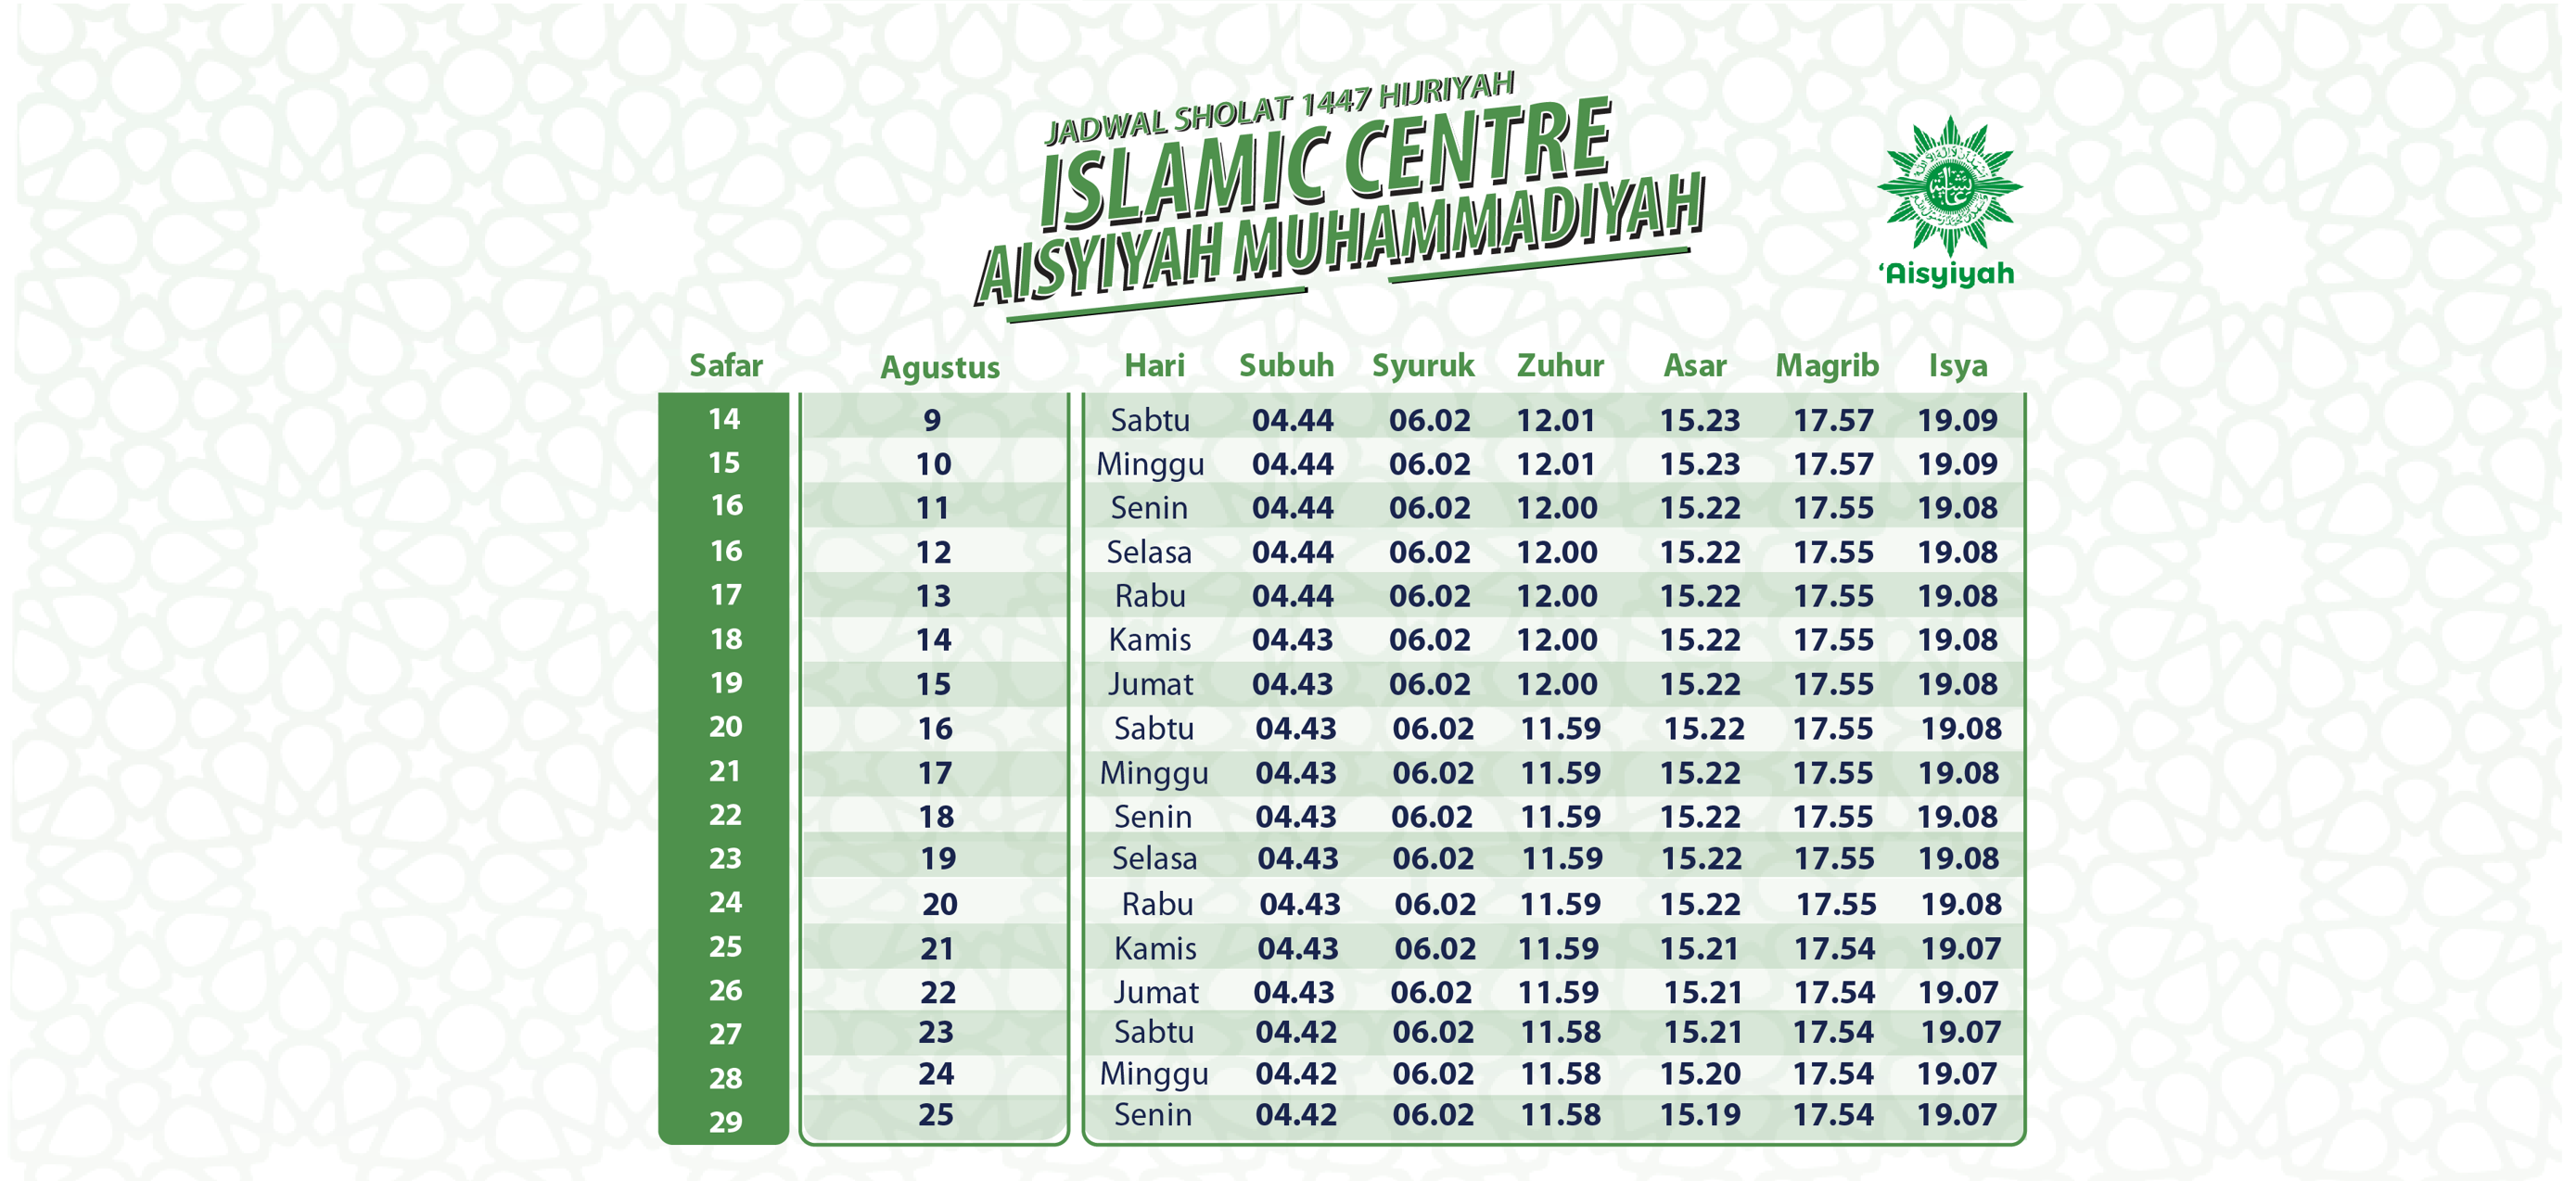 JADWAL SHOLAT 1447 HIJRIYAH
ISLAMIC CENTRE
AISYIYAH MUHAMMADIYAH
‘Aisyiyah
Safar Agustus Hari Subuh Syuruk Zuhur Asar Magrib Isya
14 9 Sabtu 04.44 06.02 12.01 15.23 17.57 19.09
15 10 Minggu 04.44 06.02 12.01 15.23 17.57 19.09
16 11 Senin 04.44 06.02 12.00 15.22 17.55 19.08
16 12 Selasa 04.44 06.02 12.00 15.22 17.55 19.08
17 13 Rabu 04.44 06.02 12.00 15.22 17.55 19.08
18 14 Kamis 04.43 06.02 12.00 15.22 17.55 19.08
19 15 Jumat 04.43 06.02 12.00 15.22 17.55 19.08
20 16 Sabtu 04.43 06.02 11.59 15.22 17.55 19.08
21 17 Minggu 04.43 06.02 11.59 15.22 17.55 19.08
22 18 Senin 04.43 06.02 11.59 15.22 17.55 19.08
23 19 Selasa 04.43 06.02 11.59 15.22 17.55 19.08
24 20 Rabu 04.43 06.02 11.59 15.22 17.55 19.08
25 21 Kamis 04.43 06.02 11.59 15.21 17.54 19.07
26 22 Jumat 04.43 06.02 11.59 15.21 17.54 19.07
27 23 Sabtu 04.42 06.02 11.58 15.21 17.54 19.07
28 24 Minggu 04.42 06.02 11.58 15.20 17.54 19.07
29 25 Senin 04.42 06.02 11.58 15.19 17.54 19.07